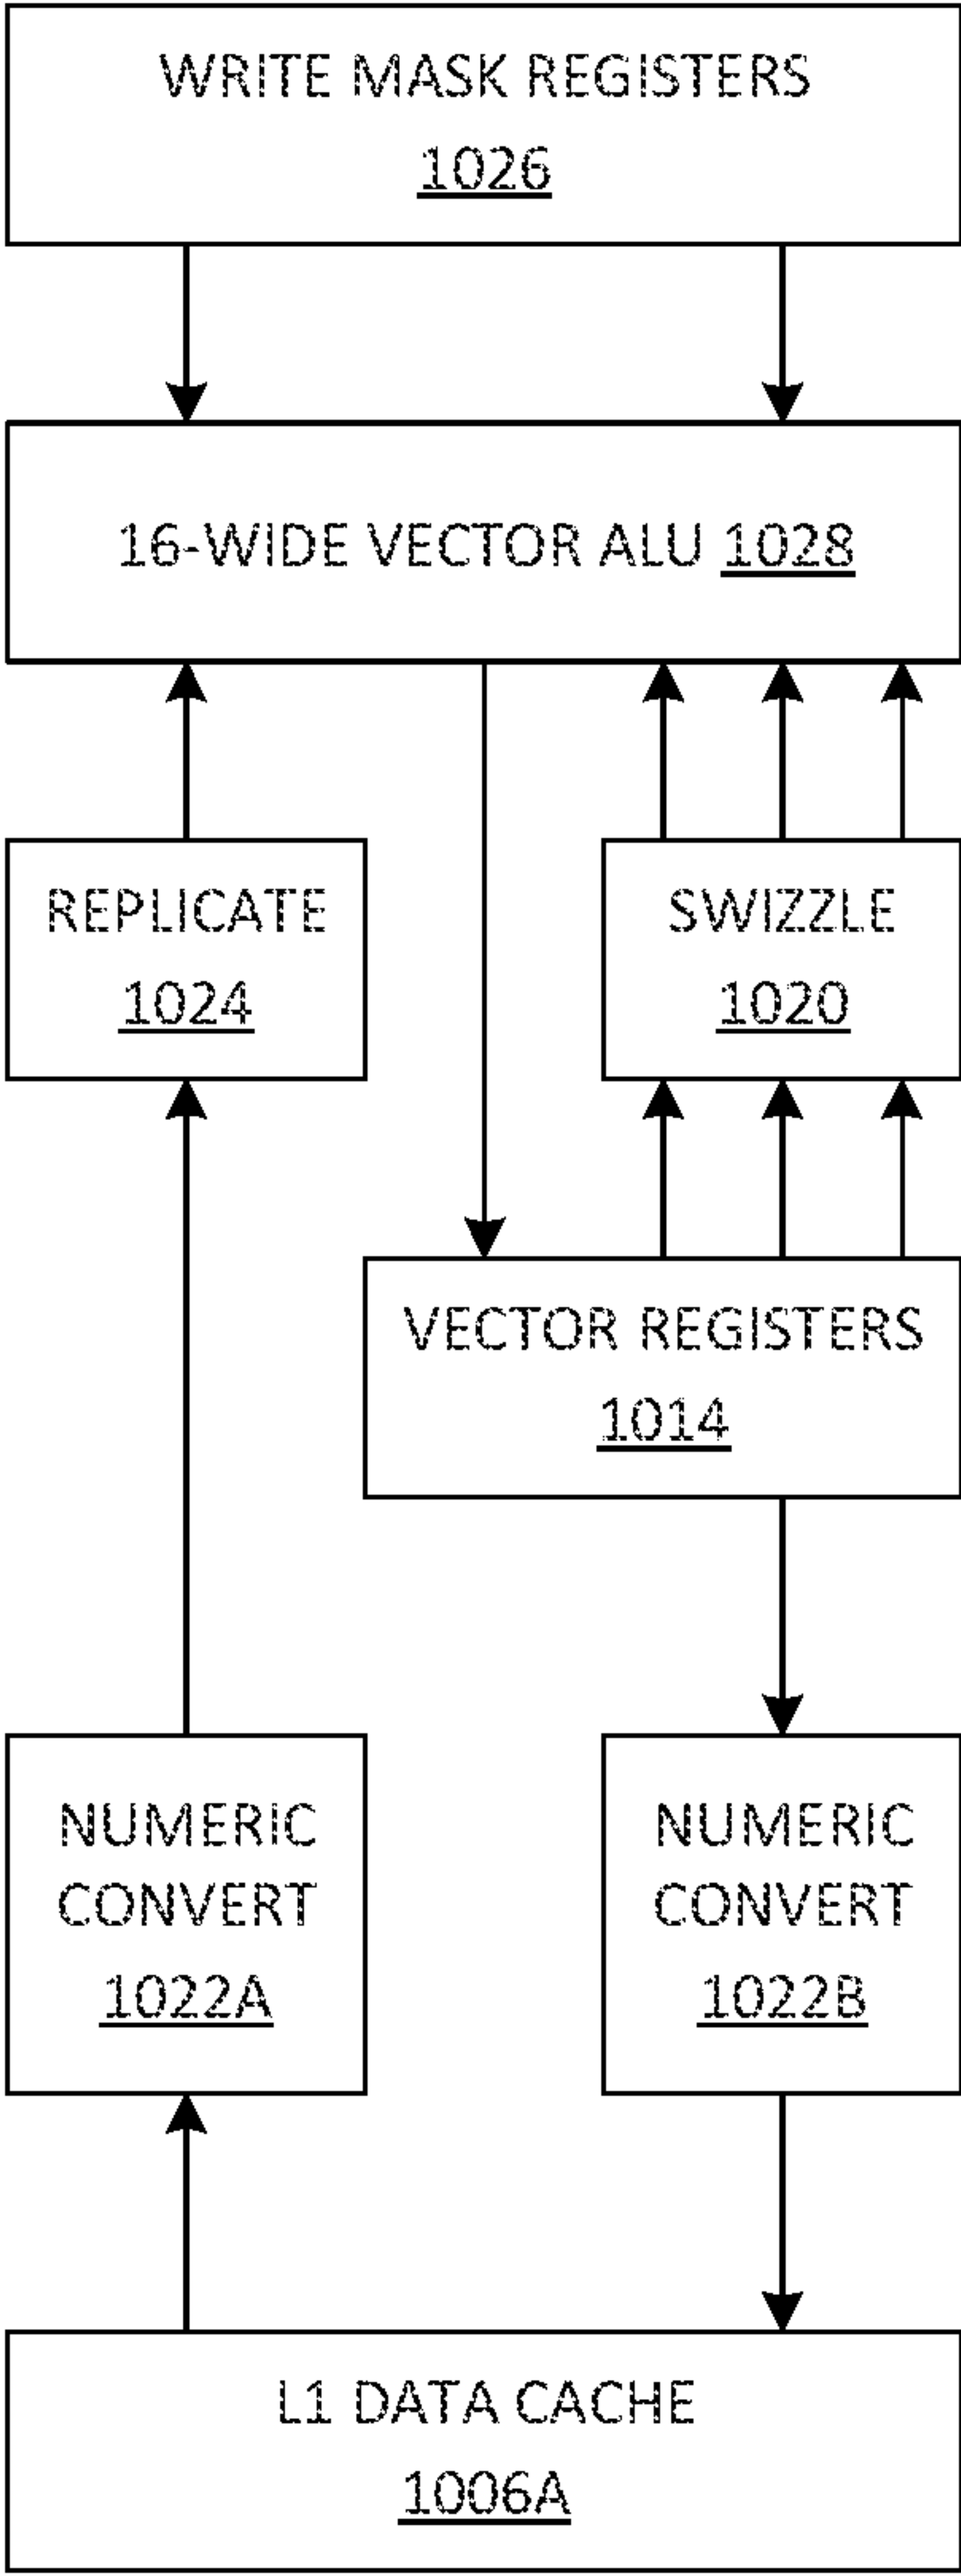 WRITE MASK REGISTERS
1026
16-WIDE VECTOR ALU 1028
REPLICATE
1024
SWIZZLE
1020
VECTOR REGISTERS
1014
NUMERIC
CONVERT
1022A
NUMERIC
CONVERT
1022B
L1 DATA CACHE
1006A